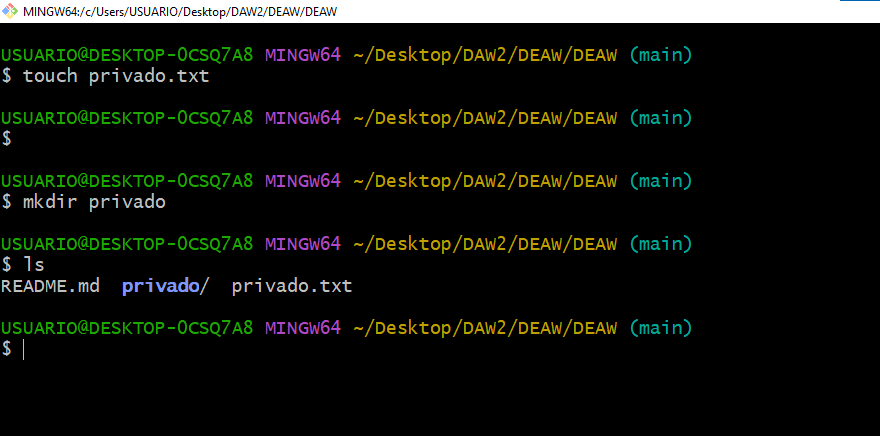 MINGW64:/c/Users/USUARIO/Desktop/DAW2/DEAW/DEAW
USUARIO@DESKTOP-0CSQ7A8 MINGW64 ~/Desktop/DAW2/DEAW/DEAW (main)
$ touch privado.txt
USUARIO@DESKTOP-0CSQ7A8 MINGW64 ~/Desktop/DAW2/DEAW/DEAW (main)
$
USUARIO@DESKTOP-0CSQ7A8 MINGW64 ~/Desktop/DAW2/DEAW/DEAW (main)
$ mkdir privado
USUARIO@DESKTOP-0CSQ7A8 MINGW64 ~/Desktop/DAW2/DEAW/DEAW (main)
$ ls
README.md  privado/  privado.txt
USUARIO@DESKTOP-0CSQ7A8 MINGW64 ~/Desktop/DAW2/DEAW/DEAW (main)
$